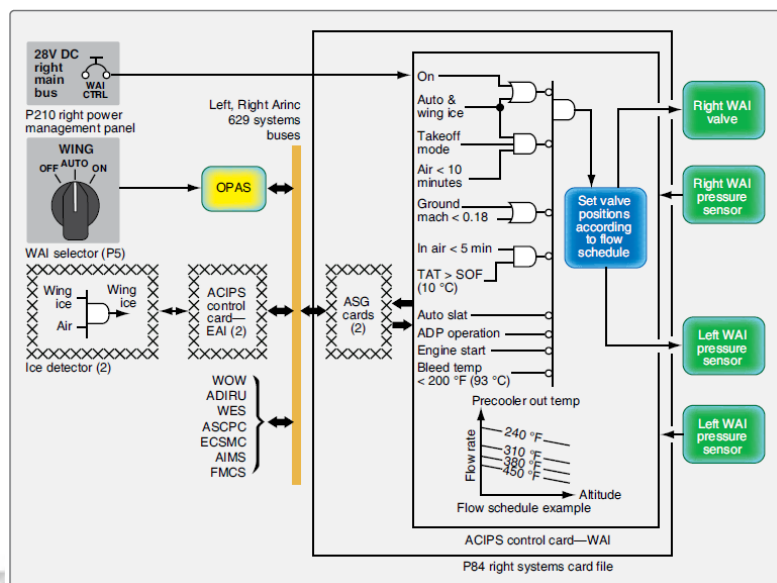 28V DC
right
main
bus
WAI
CTRL
P210 right power
management panel
WING
OFF
AUTO
ON
WAI selector (P5)
OPAS
Left, Right Arinc
629 systems
buses
Wing
ice
Air
Wing
ice
Ice detector (2)
ACIPS
control
card—
EAI (2)
WOW
ADIRU
WES
ASCPC
ECSMC
AIMS
FMCS
ASG
cards
(2)
On
Auto &
wing ice
Takeoff
mode
Air < 10
minutes
Ground
mach < 0.18
In air < 5 min
TAT > SOF
(10 °C)
Auto slat
ADP operation
Engine start
Bleed temp
< 200 °F (93 °C)
Set valve
positions
according
to flow
schedule
Precooler out temp
Flow rate
240 °F
310 °F
380 °F
450 °F
Altitude
Flow schedule example
ACIPS control card—WAI
P84 right systems card file
Right WAI
valve
Right WAI
pressure
sensor
Left WAI
pressure
sensor
Left WAI
pressure
sensor